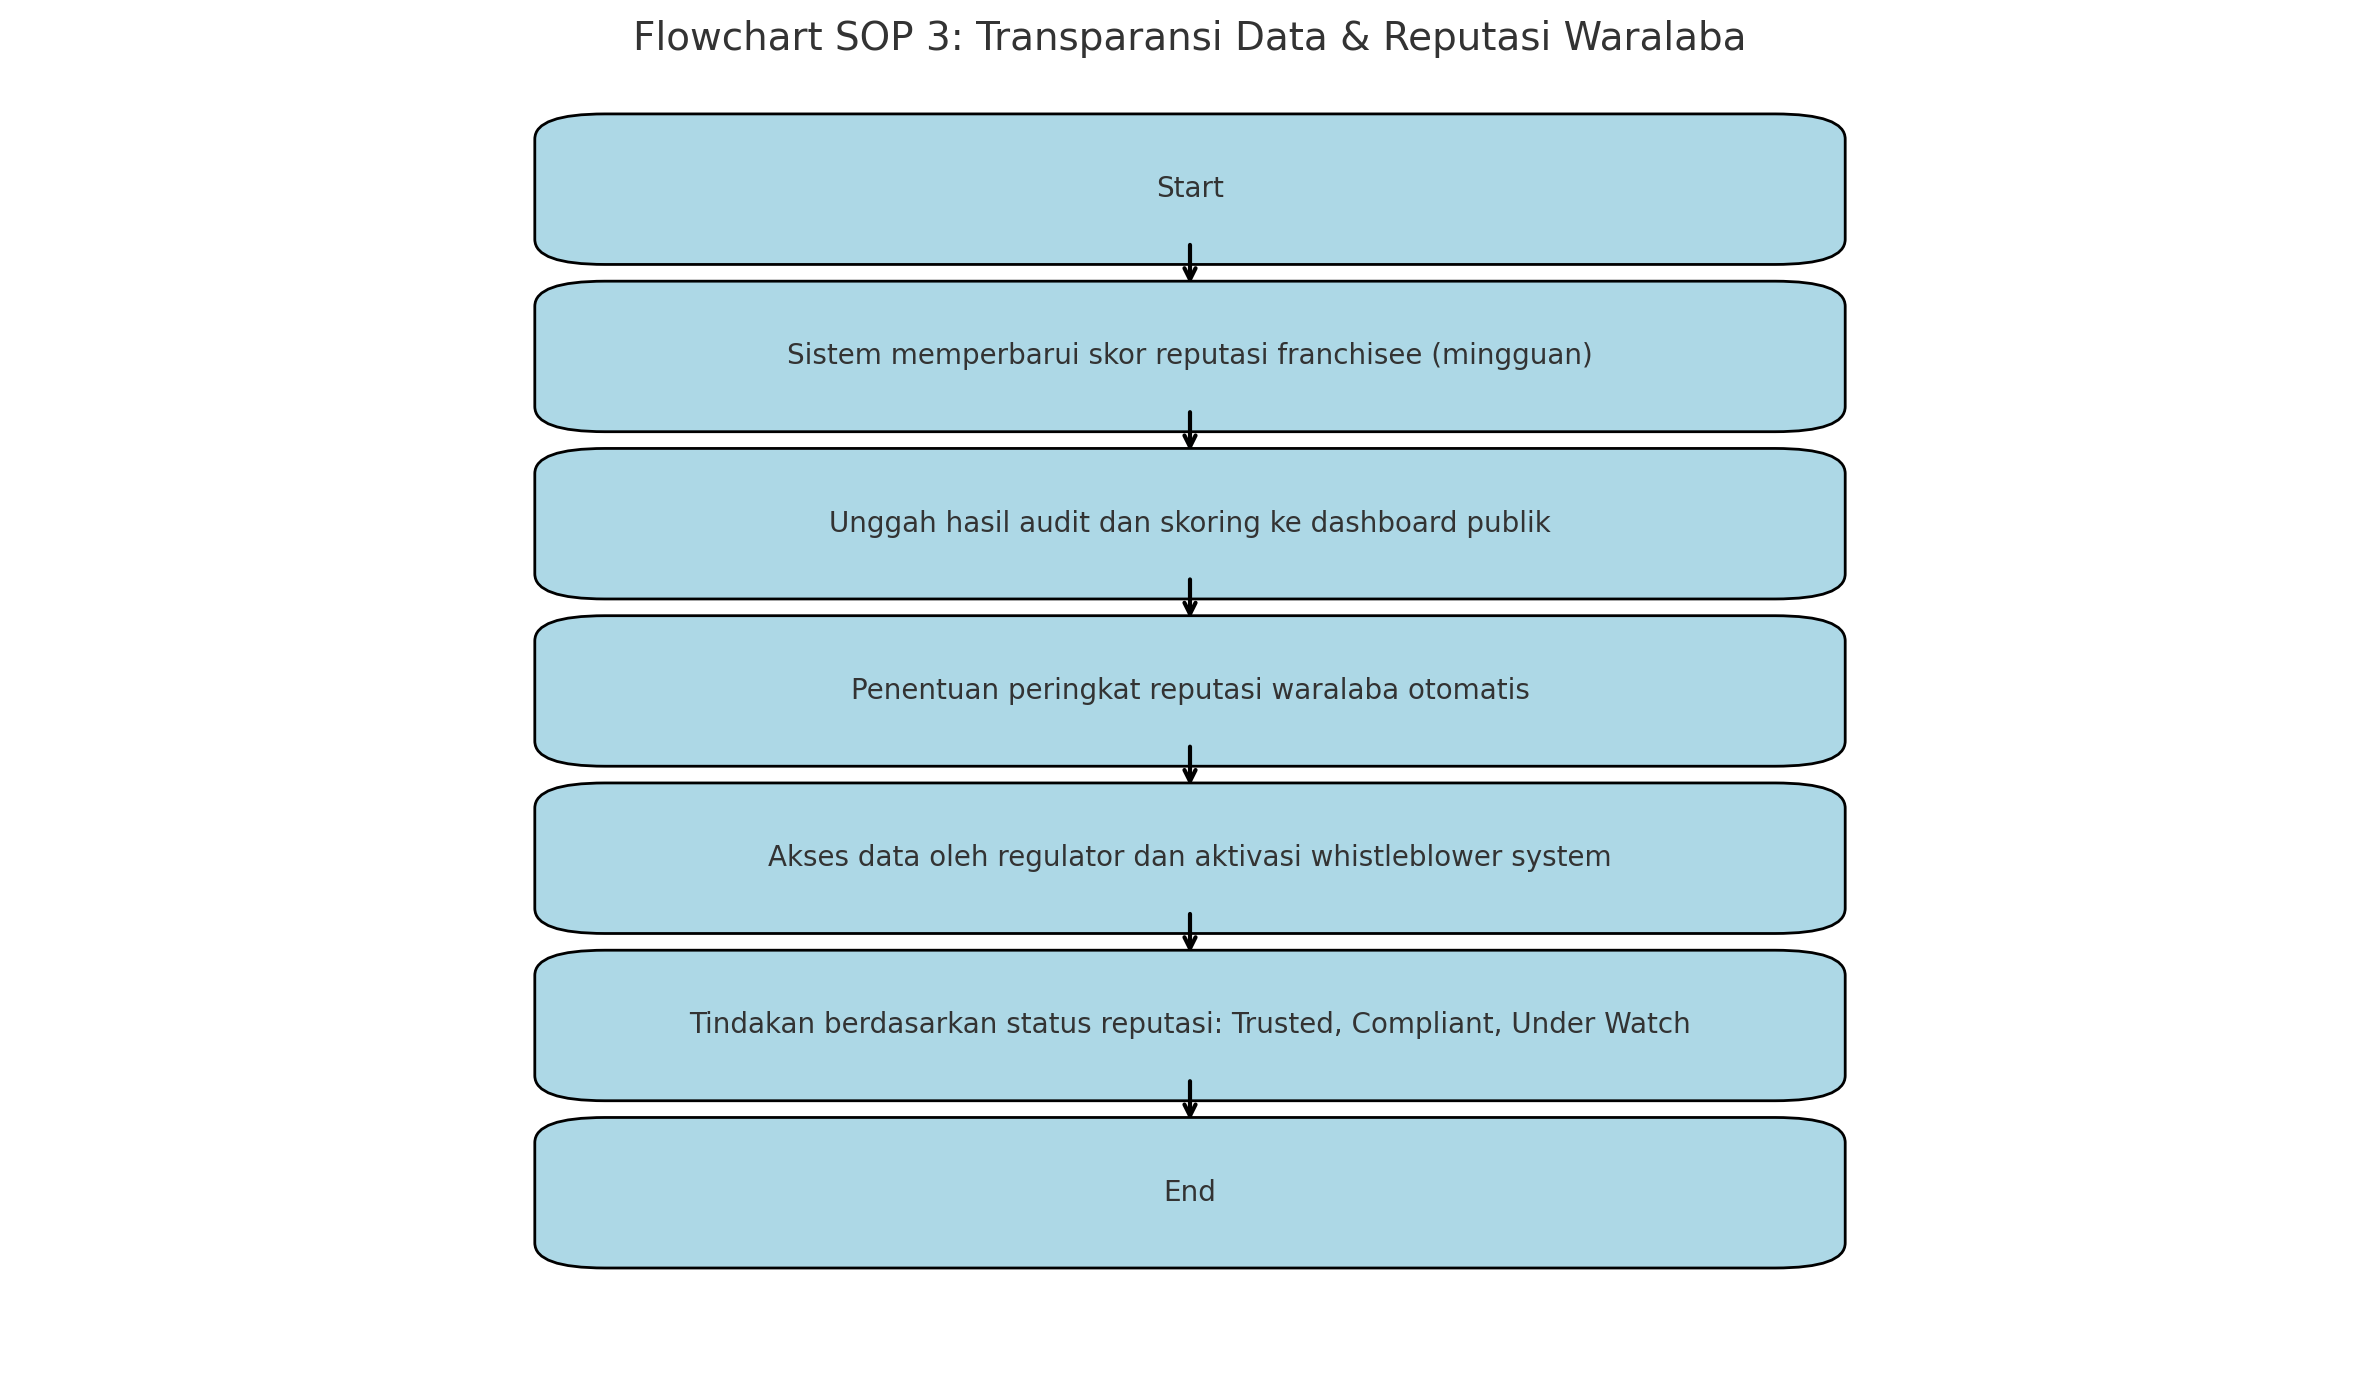 Flowchart SOP 3: Transparansi Data & Reputasi Waralaba
Start
Sistem memperbarui skor reputasi franchisee (mingguan)
Unggah hasil audit dan skoring ke dashboard publik
Penentuan peringkat reputasi waralaba otomatis
Akses data oleh regulator dan aktivasi whistleblower system
Tindakan berdasarkan status reputasi: Trusted, Compliant, Under Watch
End